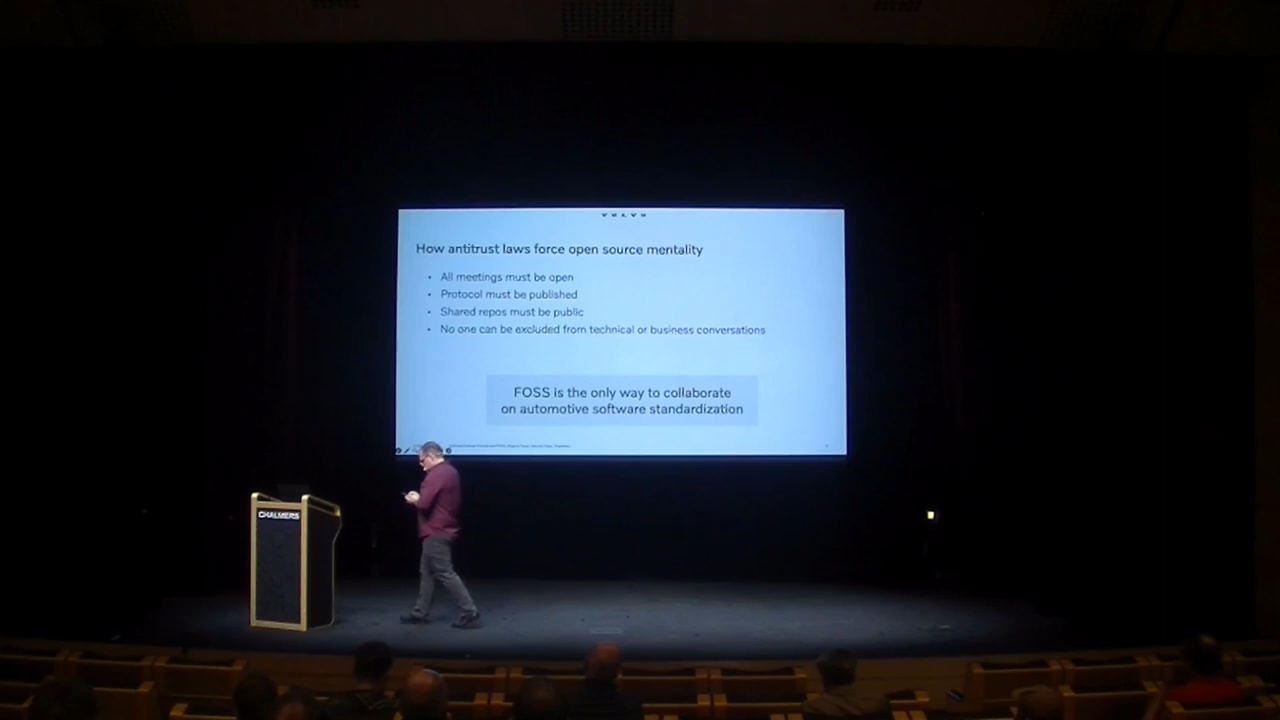 VOLVO
How antitrust laws force open source mentality
• All meetings must be open
• Protocol must be published
• Shared repos must be public
• No one can be excluded from technical or business conversations
FOSS is the only way to collaborate
on automotive software standardization
CHALMERS